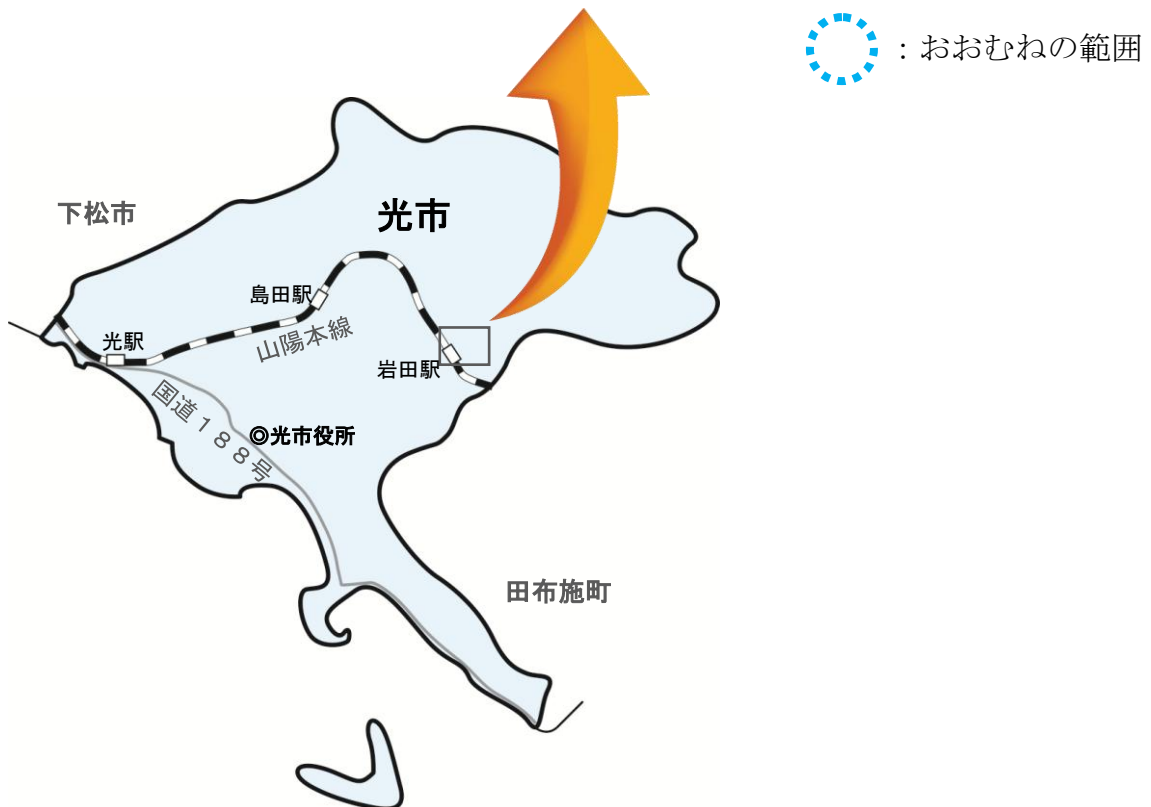 ：おおむねの範囲
下松市
光市
島田駅
光駅
山陽本線
岩田駅
国道１８８号
◎光市役所
田布施町